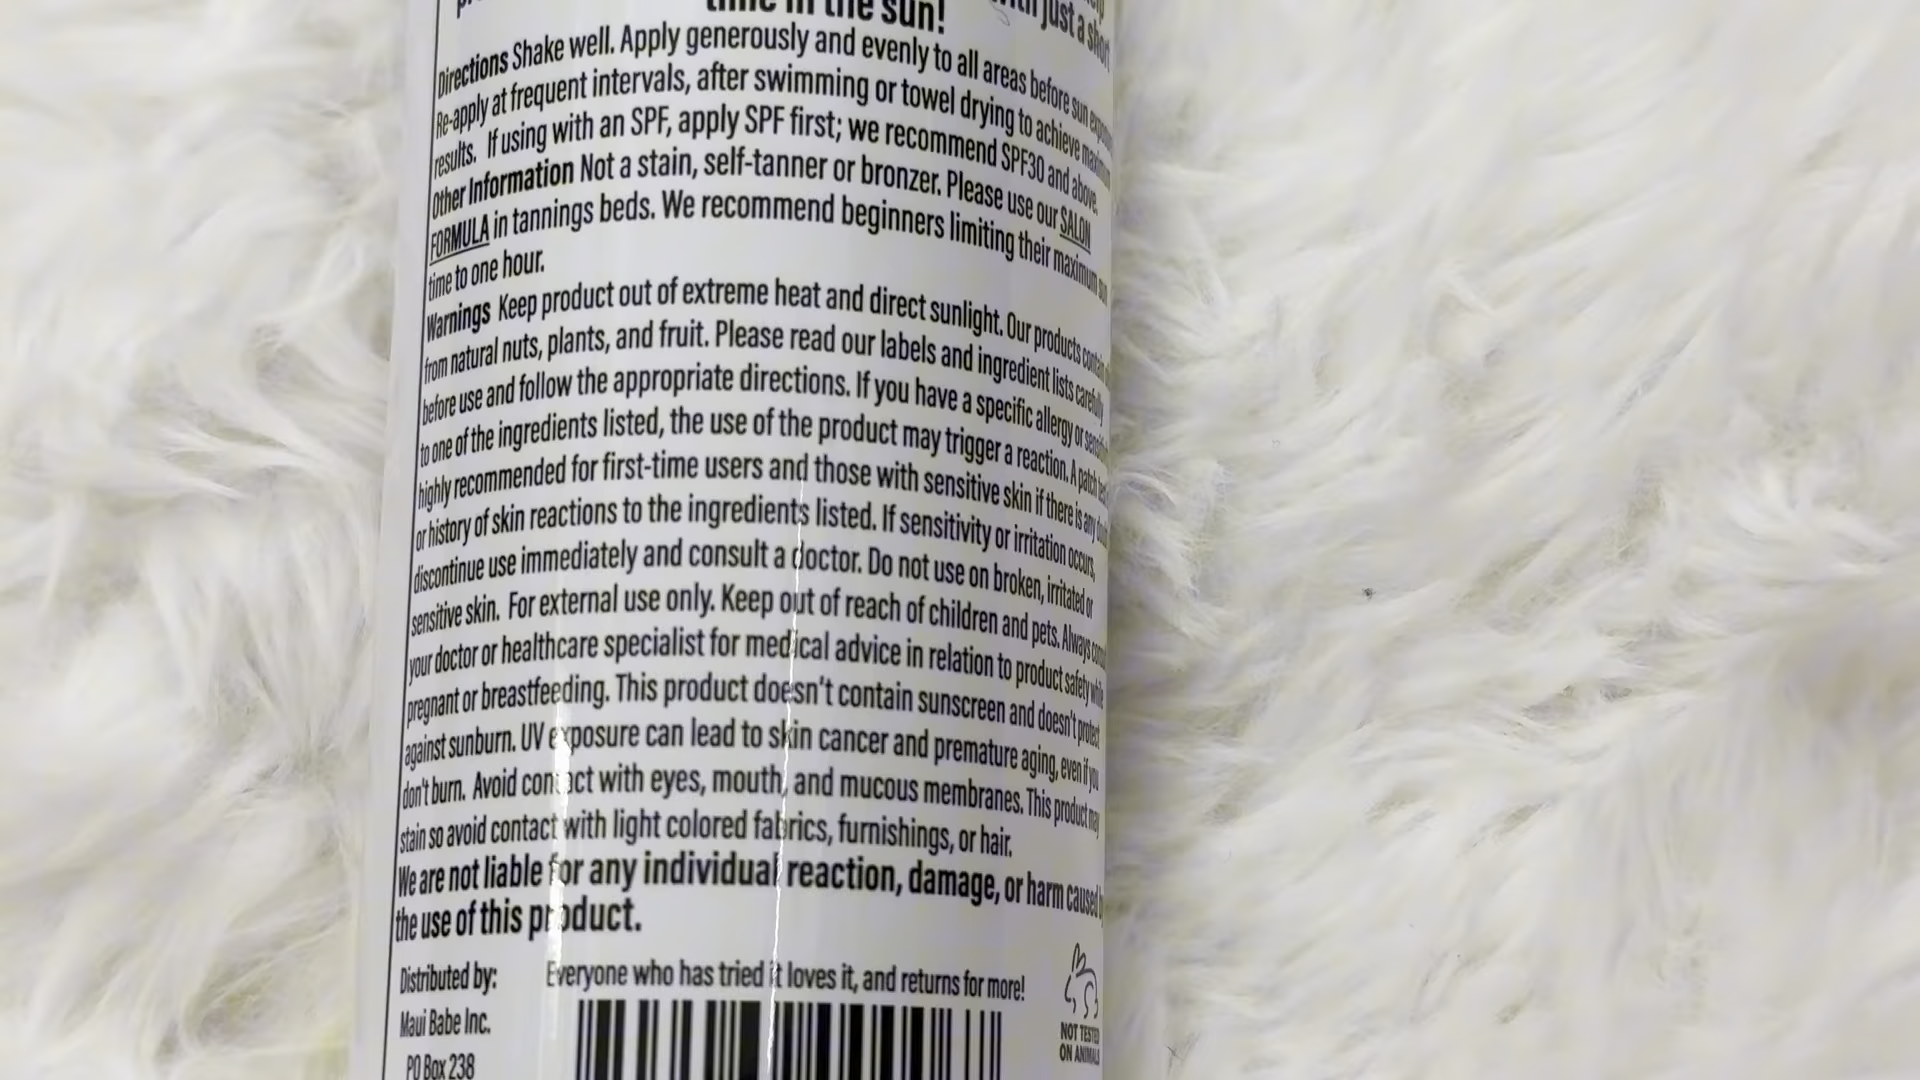 time in the sun!
with just a short
Directions Shake well. Apply generously and evenly to all areas before sun
Re-apply at frequent intervals, after swimming or towel drying to achieve
results. If using with an SPF, apply SPF first; we recommend SPF30 and above.
Other Information Not a stain, self-tanner or bronzer. Please use our SALON
FORMULA in tannings beds. We recommend beginners limiting their maximum sun
time to one hour.
Warnings Keep product out of extreme heat and direct sunlight. Our products
from natural nuts, plants, and fruit. Please read our labels and ingredient lists carefully
before use and follow the appropriate directions. If you have a specific allergy or
to one of the ingredients listed, the use of the product may trigger a reaction. A patch
highly recommended for first-time users and those with sensitive skin if there is any
or history of skin reactions to the ingredients listed. If sensitivity or irritation occurs,
discontinue use immediately and consult a doctor. Do not use on broken, irritated or
sensitive skin. For external use only. Keep out of reach of children and pets. Always
your doctor or healthcare specialist for medical advice in relation to product safety while
pregnant or breastfeeding. This product doesn't contain sunscreen and doesn't protect
against sunburn. UV exposure can lead to skin cancer and premature aging, even if you
don't burn. Avoid contact with eyes, mouth, and mucous membranes. This product may
stain so avoid contact with light colored fabrics, furnishings, or hair.
We are not liable for any individual reaction, damage, or harm caused
the use of this product.
Distributed by:
Maui Babe Inc.
PO Box 238
Everyone who has tried it loves it, and returns for more!
NOT TESTED
ON ANIMALS